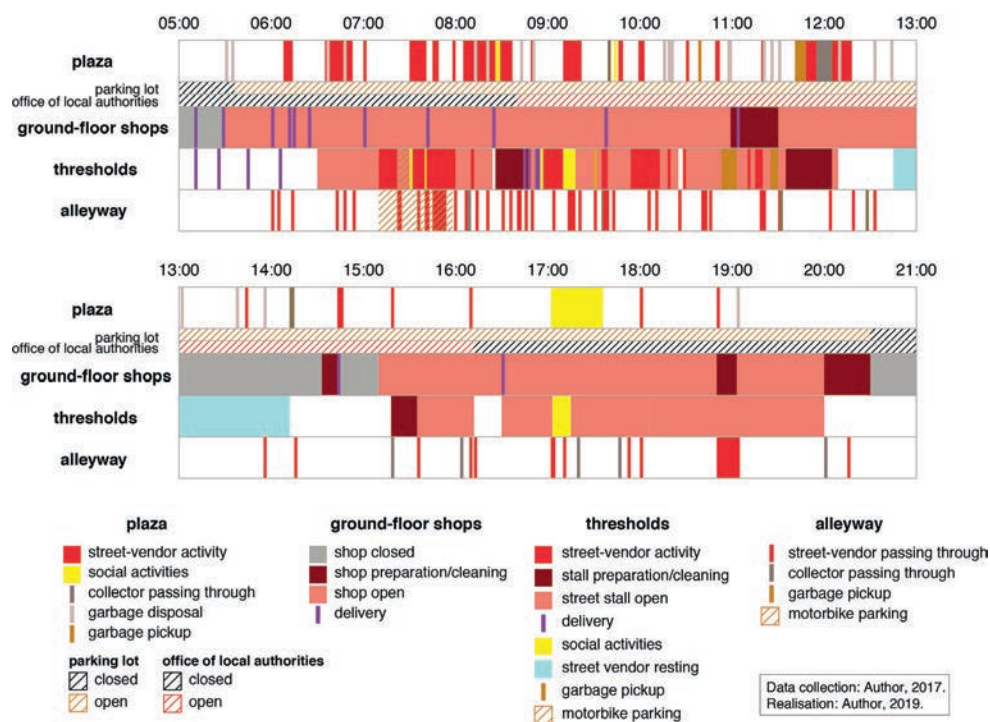 05:00 06:00 07:00 08:00 09:00 10:00 11:00 12:00 13:00
plaza
parking lot
office of local authorities
ground-floor shops
thresholds
alleyway
13:00 14:00 15:00 16:00 17:00 18:00 19:00 20:00 21:00
plaza
parking lot
office of local authorities
ground-floor shops
thresholds
alleyway
plaza
street-vendor activity
social activities
collector passing through
garbage disposal
garbage pickup
parking lot
closed
open
office of local authorities
closed
open
ground-floor shops
shop closed
shop preparation/cleaning
shop open
delivery
thresholds
street-vendor activity
stall preparation/cleaning
street stall open
delivery
social activities
street vendor resting
garbage pickup
motorbike parking
alleyway
street-vendor passing through
collector passing through
garbage pickup
motorbike parking
Data collection: Author, 2017.
Realisation: Author, 2019.